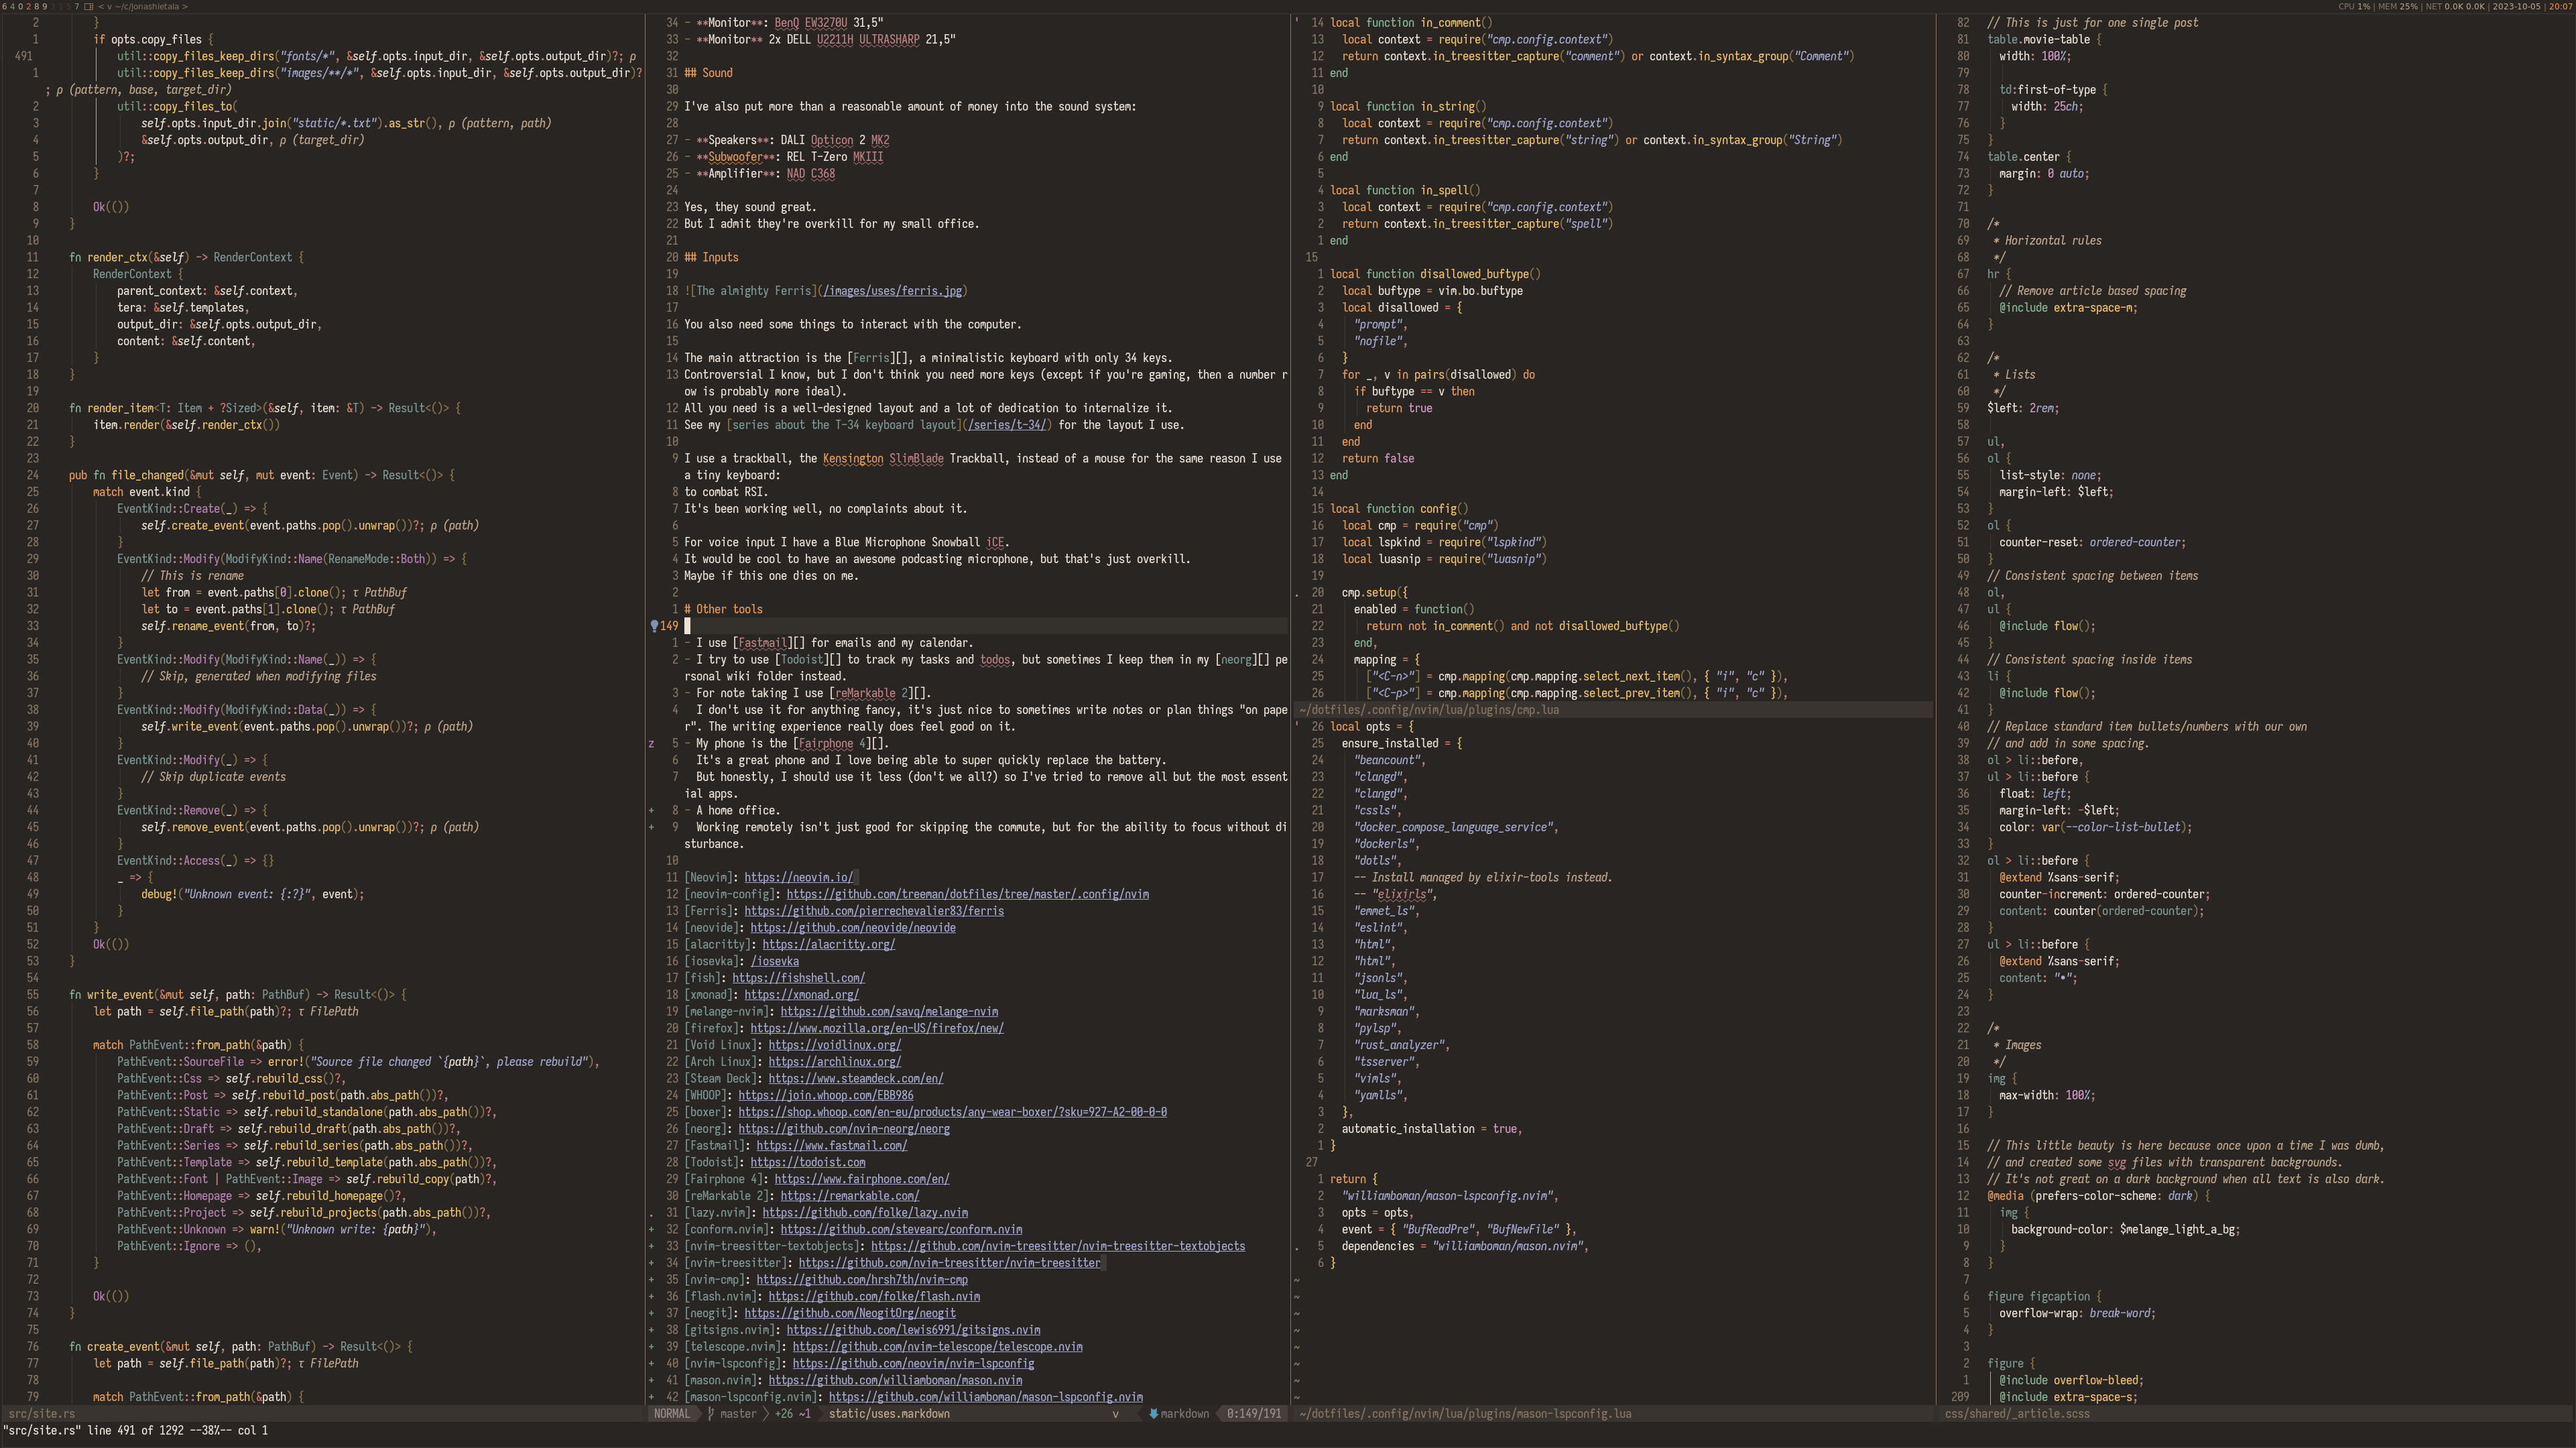 6 4 0 2 8 9 3 1 5 7 < v ~/c/jonashietala >
CPU 1% | MEM 25% | NET 0.0K 0.0K | 2023-10-05 | 20:07
2 }
1 if opts.copy_files {
491 util::copy_files_keep_dirs("fonts/*", &self.opts.input_dir, &self.opts.output_dir)?; ρ
1 util::copy_files_keep_dirs("images/**/*", &self.opts.input_dir, &self.opts.output_dir)?
; ρ (pattern, base, target_dir)
2 util::copy_files_to(
3 self.opts.input_dir.join("static/*.txt").as_str(), ρ (pattern, path)
4 &self.opts.output_dir, ρ (target_dir)
5 )?;
6 }
7
8 Ok(())
9 }
10
11 fn render_ctx(&self) -> RenderContext {
12 RenderContext {
13 parent_context: &self.context,
14 tera: &self.templates,
15 output_dir: &self.opts.output_dir,
16 content: &self.content,
17 }
18 }
19
20 fn render_item<T: Item + ?Sized>(&self, item: &T) -> Result<()> {
21 item.render(&self.render_ctx())
22 }
23
24 pub fn file_changed(&mut self, mut event: Event) -> Result<()> {
25 match event.kind {
26 EventKind::Create(_) => {
27 self.create_event(event.paths.pop().unwrap())?; ρ (path)
28 }
29 EventKind::Modify(ModifyKind::Name(RenameMode::Both)) => {
30 // This is rename
31 let from = event.paths[0].clone(); τ PathBuf
32 let to = event.paths[1].clone(); τ PathBuf
33 self.rename_event(from, to)?;
34 }
35 EventKind::Modify(ModifyKind::Name(_)) => {
36 // Skip, generated when modifying files
37 }
38 EventKind::Modify(ModifyKind::Data(_)) => {
39 self.write_event(event.paths.pop().unwrap())?; ρ (path)
40 }
41 EventKind::Modify(_) => {
42 // Skip duplicate events
43 }
44 EventKind::Remove(_) => {
45 self.remove_event(event.paths.pop().unwrap())?; ρ (path)
46 }
47 EventKind::Access(_) => {}
48 _ => {
49 debug!("Unknown event: {:?}", event);
50 }
51 }
52 Ok(())
53 }
54
55 fn write_event(&mut self, path: PathBuf) -> Result<()> {
56 let path = self.file_path(path)?; τ FilePath
57
58 match PathEvent::from_path(&path) {
59 PathEvent::SourceFile => error!("Source file changed `{path}`, please rebuild"),
60 PathEvent::Css => self.rebuild_css()?,
61 PathEvent::Post => self.rebuild_post(path.abs_path())?,
62 PathEvent::Static => self.rebuild_standalone(path.abs_path())?,
63 PathEvent::Draft => self.rebuild_draft(path.abs_path())?,
64 PathEvent::Series => self.rebuild_series(path.abs_path())?,
65 PathEvent::Template => self.rebuild_template(path.abs_path())?,
66 PathEvent::Font | PathEvent::Image => self.rebuild_copy(path)?,
67 PathEvent::Homepage => self.rebuild_homepage()?,
68 PathEvent::Project => self.rebuild_projects(path.abs_path())?,
69 PathEvent::Unknown => warn!("Unknown write: {path}"),
70 PathEvent::Ignore => (),
71 }
72
73 Ok(())
74 }
75
76 fn create_event(&mut self, path: PathBuf) -> Result<()> {
77 let path = self.file_path(path)?; τ FilePath
78
79 match PathEvent::from_path(&path) {
src/site.rs
"src/site.rs" line 491 of 1292 --38%-- col 1
34 - **Monitor**: BenQ EW3270U 31,5"
33 - **Monitor** 2x DELL U2211H ULTRASHARP 21,5"
32
31 ## Sound
30
29 I've also put more than a reasonable amount of money into the sound system:
28
27 - **Speakers**: DALI Opticon 2 MK2
26 - **Subwoofer**: REL T-Zero MKIII
25 - **Amplifier**: NAD C368
24
23 Yes, they sound great.
22 But I admit they're overkill for my small office.
21
20 ## Inputs
19
18 ![The almighty Ferris](/images/uses/ferris.jpg)
17
16 You also need some things to interact with the computer.
15
14 The main attraction is the [Ferris][], a minimalistic keyboard with only 34 keys.
13 Controversial I know, but I don't think you need more keys (except if you're gaming, then a number r
ow is probably more ideal).
12 All you need is a well-designed layout and a lot of dedication to internalize it.
11 See my [series about the T-34 keyboard layout](/series/t-34/) for the layout I use.
10
9 I use a trackball, the Kensington SlimBlade Trackball, instead of a mouse for the same reason I use
a tiny keyboard:
8 to combat RSI.
7 It's been working well, no complaints about it.
6
5 For voice input I have a Blue Microphone Snowball iCE.
4 It would be cool to have an awesome podcasting microphone, but that's just overkill.
3 Maybe if this one dies on me.
2
1 # Other tools
149
1 - I use [Fastmail][] for emails and my calendar.
2 - I try to use [Todoist][] to track my tasks and todos, but sometimes I keep them in my [neorg][] pe
rsonal wiki folder instead.
3 - For note taking I use [reMarkable 2][].
4 I don't use it for anything fancy, it's just nice to sometimes write notes or plan things "on pape
r". The writing experience really does feel good on it.
z 5 - My phone is the [Fairphone 4][].
6 It's a great phone and I love being able to super quickly replace the battery.
7 But honestly, I should use it less (don't we all?) so I've tried to remove all but the most essent
ial apps.
+ 8 - A home office.
+ 9 Working remotely isn't just good for skipping the commute, but for the ability to focus without di
sturbance.
10
11 [Neovim]: https://neovim.io/
12 [neovim-config]: https://github.com/treeman/dotfiles/tree/master/.config/nvim
13 [Ferris]: https://github.com/pierrechevalier83/ferris
14 [neovide]: https://github.com/neovide/neovide
15 [alacritty]: https://alacritty.org/
16 [iosevka]: /iosevka
17 [fish]: https://fishshell.com/
18 [xmonad]: https://xmonad.org/
19 [melange-nvim]: https://github.com/savq/melange-nvim
20 [firefox]: https://www.mozilla.org/en-US/firefox/new/
21 [Void Linux]: https://voidlinux.org/
22 [Arch Linux]: https://archlinux.org/
23 [Steam Deck]: https://www.steamdeck.com/en/
24 [WHOOP]: https://join.whoop.com/EBB986
25 [boxer]: https://shop.whoop.com/en-eu/products/any-wear-boxer/?sku=927-A2-00-0-0
26 [neorg]: https://github.com/nvim-neorg/neorg
27 [Fastmail]: https://www.fastmail.com/
28 [Todoist]: https://todoist.com
29 [Fairphone 4]: https://www.fairphone.com/en/
30 [reMarkable 2]: https://remarkable.com/
. 31 [lazy.nvim]: https://github.com/folke/lazy.nvim
+ 32 [conform.nvim]: https://github.com/stevearc/conform.nvim
+ 33 [nvim-treesitter-textobjects]: https://github.com/nvim-treesitter/nvim-treesitter-textobjects
+ 34 [nvim-treesitter]: https://github.com/nvim-treesitter/nvim-treesitter
+ 35 [nvim-cmp]: https://github.com/hrsh7th/nvim-cmp
+ 36 [flash.nvim]: https://github.com/folke/flash.nvim
+ 37 [neogit]: https://github.com/NeogitOrg/neogit
+ 38 [gitsigns.nvim]: https://github.com/lewis6991/gitsigns.nvim
+ 39 [telescope.nvim]: https://github.com/nvim-telescope/telescope.nvim
+ 40 [nvim-lspconfig]: https://github.com/neovim/nvim-lspconfig
+ 41 [mason.nvim]: https://github.com/williamboman/mason.nvim
+ 42 [mason-lspconfig.nvim]: https://github.com/williamboman/mason-lspconfig.nvim
NORMAL master +26 ~1 static/uses.markdown v markdown 0:149/191
' 14 local function in_comment()
13 local context = require("cmp.config.context")
12 return context.in_treesitter_capture("comment") or context.in_syntax_group("Comment")
11 end
10
9 local function in_string()
8 local context = require("cmp.config.context")
7 return context.in_treesitter_capture("string") or context.in_syntax_group("String")
6 end
5
4 local function in_spell()
3 local context = require("cmp.config.context")
2 return context.in_treesitter_capture("spell")
1 end
15
1 local function disallowed_buftype()
2 local buftype = vim.bo.buftype
3 local disallowed = {
4 "prompt",
5 "nofile",
6 }
7 for _, v in pairs(disallowed) do
8 if buftype == v then
9 return true
10 end
11 end
12 return false
13 end
14
15 local function config()
16 local cmp = require("cmp")
17 local lspkind = require("lspkind")
18 local luasnip = require("luasnip")
19
. 20 cmp.setup({
21 enabled = function()
22 return not in_comment() and not disallowed_buftype()
23 end,
24 mapping = {
25 ["<C-n>"] = cmp.mapping(cmp.mapping.select_next_item(), { "i", "c" }),
26 ["<C-p>"] = cmp.mapping(cmp.mapping.select_prev_item(), { "i", "c" }),
~/dotfiles/.config/nvim/lua/plugins/cmp.lua
' 26 local opts = {
25 ensure_installed = {
24 "beancount",
23 "clangd",
22 "clangd",
21 "cssls",
20 "docker_compose_language_service",
19 "dockerls",
18 "dotls",
17 -- Install managed by elixir-tools instead.
16 -- "elixirls",
15 "emmet_ls",
14 "eslint",
13 "html",
12 "html",
11 "jsonls",
10 "lua_ls",
9 "marksman",
8 "pylsp",
7 "rust_analyzer",
6 "tsserver",
5 "vimls",
4 "yamlls",
3 },
2 automatic_installation = true,
1 }
27
1 return {
2 "williamboman/mason-lspconfig.nvim",
3 opts = opts,
4 event = { "BufReadPre", "BufNewFile" },
. 5 dependencies = "williamboman/mason.nvim",
6 }
~
~
~
~
~
~
~
~
~/dotfiles/.config/nvim/lua/plugins/mason-lspconfig.lua
82 // This is just for one single post
81 table.movie-table {
80 width: 100%;
79
78 td:first-of-type {
77 width: 25ch;
76 }
75 }
74 table.center {
73 margin: 0 auto;
72 }
71
70 /*
69 * Horizontal rules
68 */
67 hr {
66 // Remove article based spacing
65 @include extra-space-m;
64 }
63
62 /*
61 * Lists
60 */
59 $left: 2rem;
58
57 ul,
56 ol {
55 list-style: none;
54 margin-left: $left;
53 }
52 ol {
51 counter-reset: ordered-counter;
50 }
49 // Consistent spacing between items
48 ol,
47 ul {
46 @include flow();
45 }
44 // Consistent spacing inside items
43 li {
42 @include flow();
41 }
40 // Replace standard item bullets/numbers with our own
39 // and add in some spacing.
38 ol > li::before,
37 ul > li::before {
36 float: left;
35 margin-left: -$left;
34 color: var(--color-list-bullet);
33 }
32 ol > li::before {
31 @extend %sans-serif;
30 counter-increment: ordered-counter;
29 content: counter(ordered-counter);
28 }
27 ul > li::before {
26 @extend %sans-serif;
25 content: "•";
24 }
23
22 /*
21 * Images
20 */
19 img {
18 max-width: 100%;
17 }
16
15 // This little beauty is here because once upon a time I was dumb,
14 // and created some svg files with transparent backgrounds.
13 // It's not great on a dark background when all text is also dark.
12 @media (prefers-color-scheme: dark) {
11 img {
10 background-color: $melange_light_a_bg;
9 }
8 }
7
6 figure figcaption {
5 overflow-wrap: break-word;
4 }
3
2 figure {
1 @include overflow-bleed;
209 @include extra-space-s;
css/shared/_article.scss